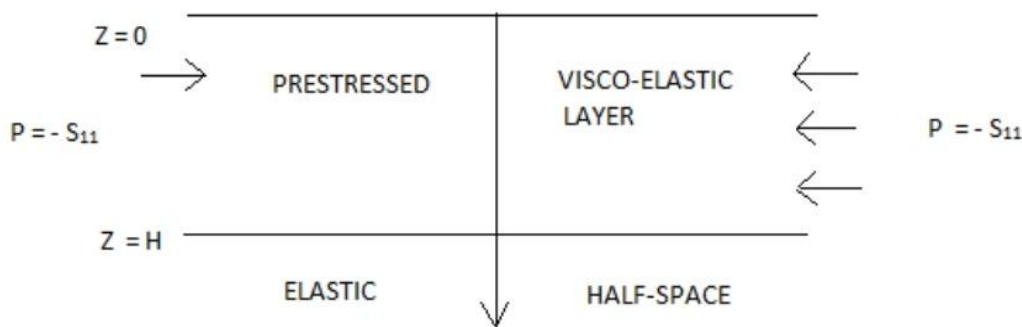 Z = 0
PRESTRESSED
VISCO-ELASTIC
LAYER
P = - S₁₁
P = - S₁₁
Z = H
ELASTIC
HALF-SPACE